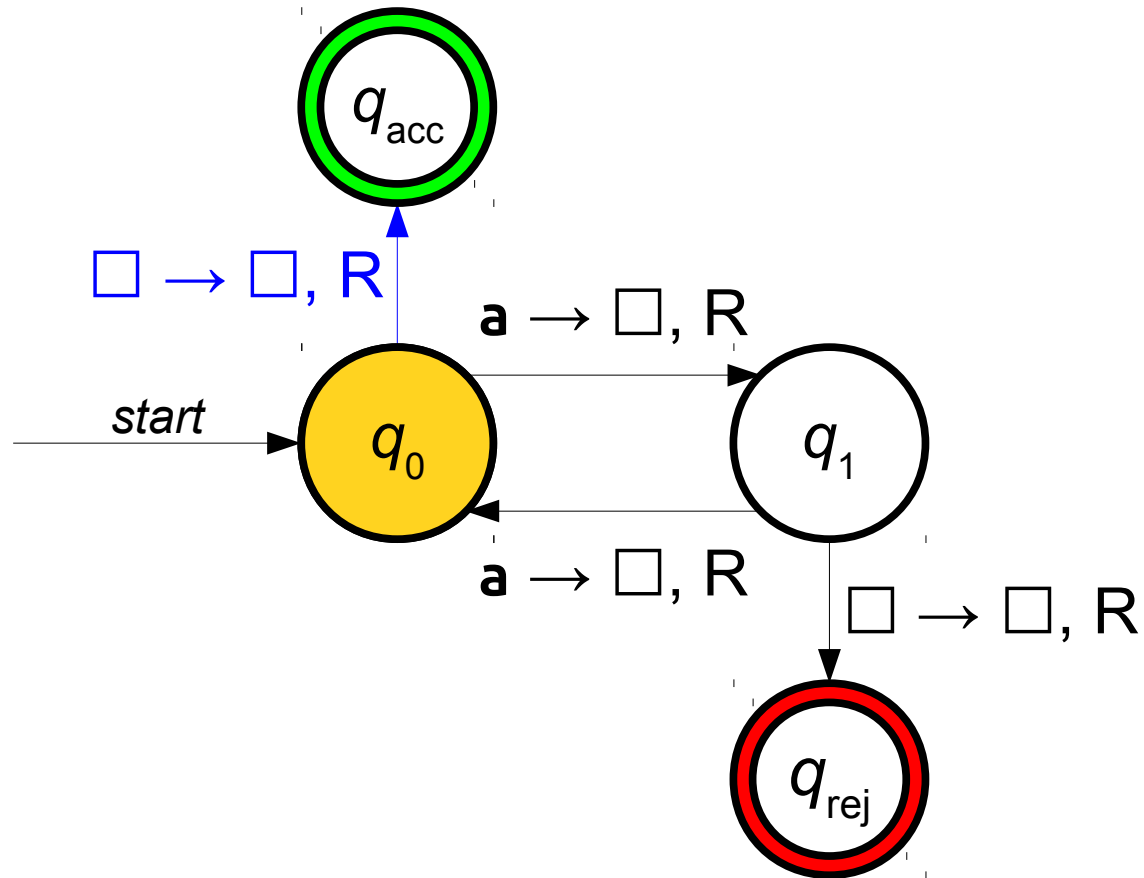 q_acc
□ → □, R
a → □, R
start
q_0
q_1
a → □, R
□ → □, R
q_rej